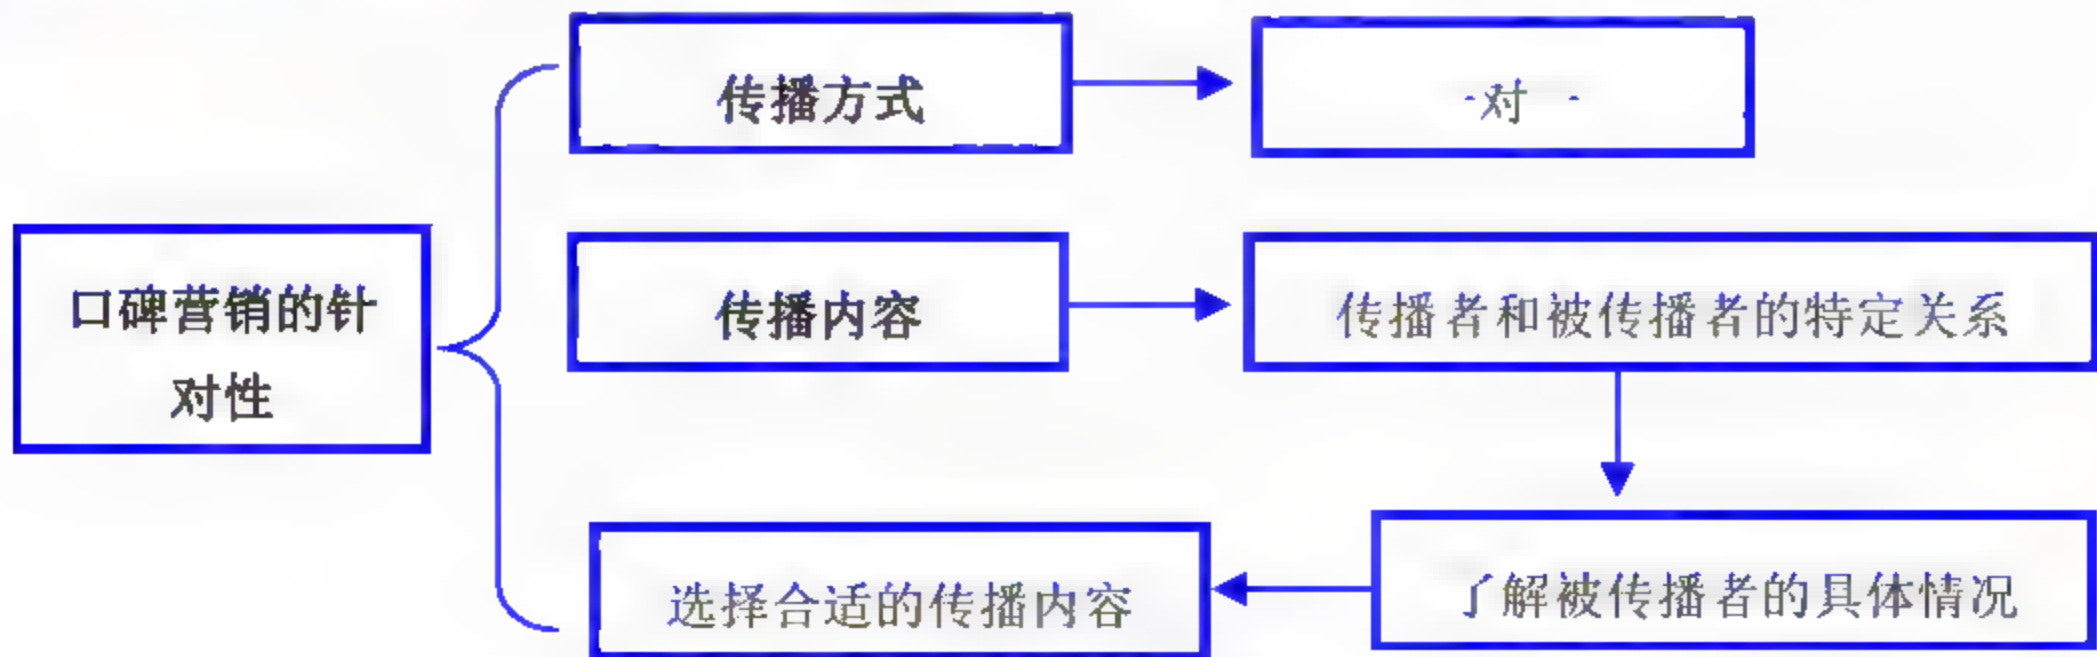 传播方式
对
口碑营销的针
对性
传播内容
传播者和被传播者的特定关系
选择合适的传播内容
了解被传播者的具体情况